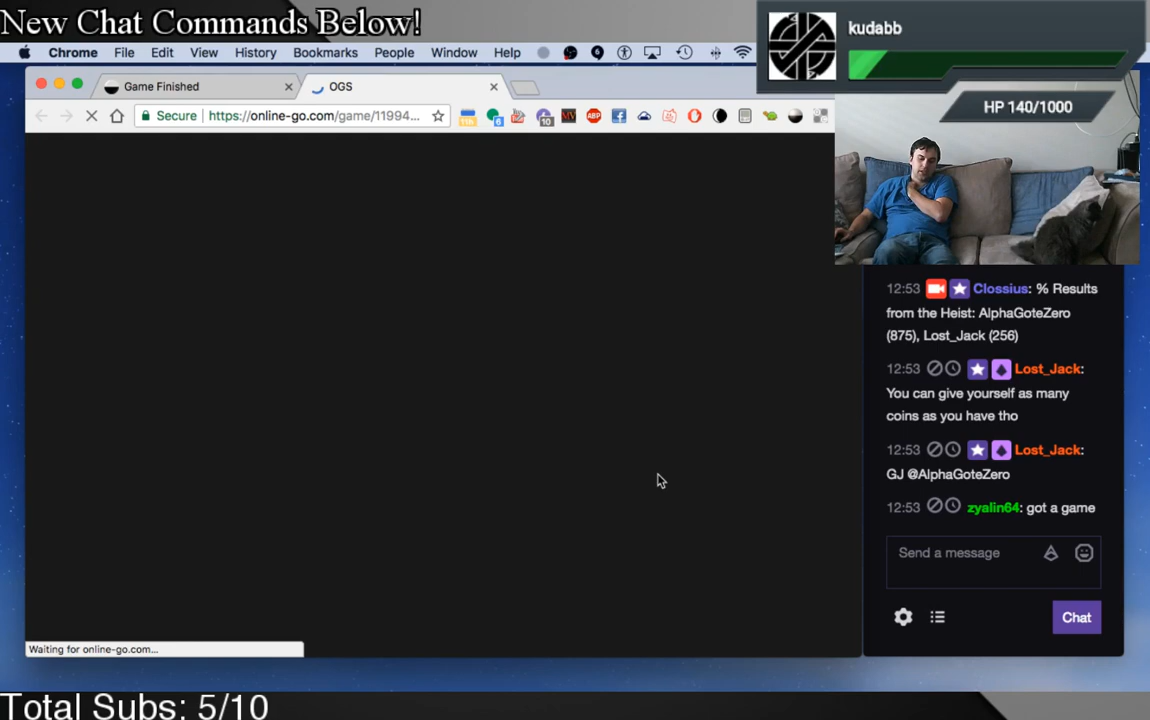 New Chat Commands Below!
kudabb
HP 140/1000
Chrome File Edit View History Bookmarks People Window Help
Game Finished
OGS
Secure https://online-go.com/game/11994...
12:53 Clossius: % Results
from the Heist: AlphaGoteZero
(875), Lost_Jack (256)
12:53 Lost_Jack:
You can give yourself as many
coins as you have tho
12:53 Lost_Jack:
GJ @AlphaGoteZero
12:53 zyalin64: got a game
Send a message
Chat
Waiting for online-go.com...
Total Subs: 5/10